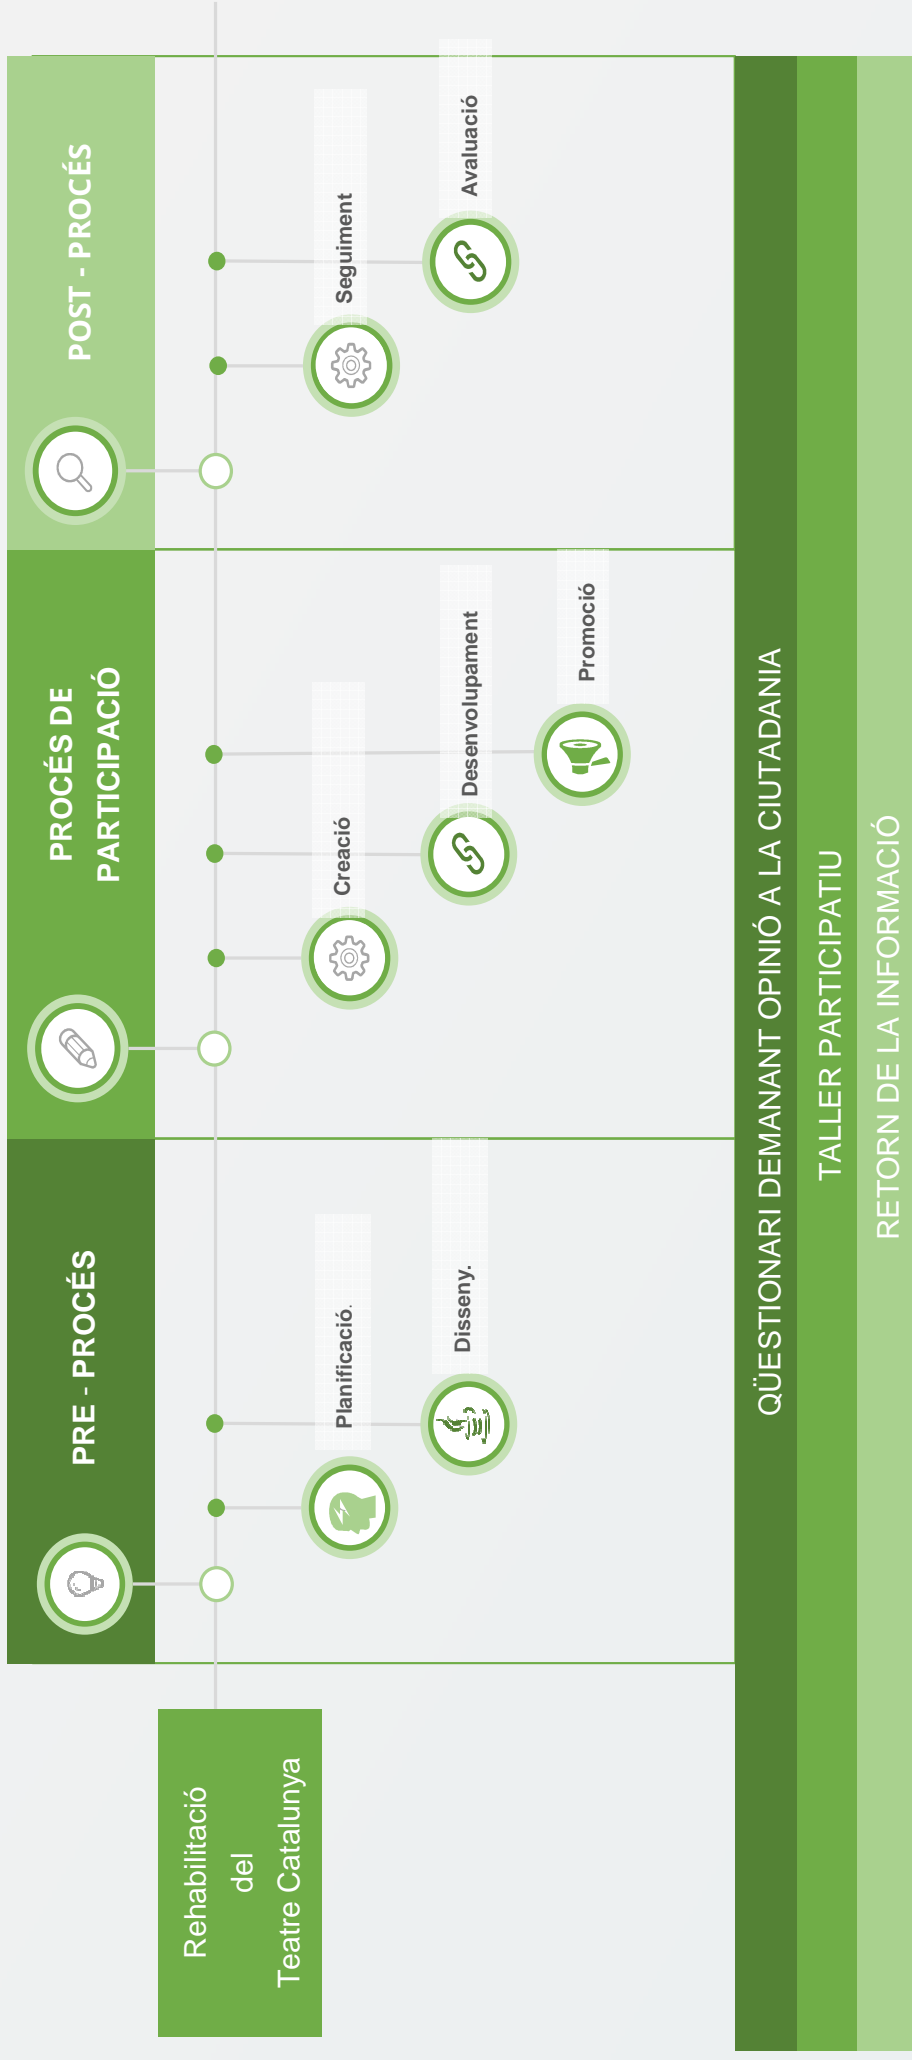 Rehabilitació
del
Teatre Catalunya
PRE - PROCÉS
Planificació.
Disseny.
PROCÉS DE
PARTICIPACIÓ
Creació
Desenvolupament
Promoció
POST - PROCÉS
Seguiment
Avaluació
QÜESTIONARI DEMANANT OPINIÓ A LA CIUTADANIA
TALLER PARTICIPATIU
RETORN DE LA INFORMACIÓ